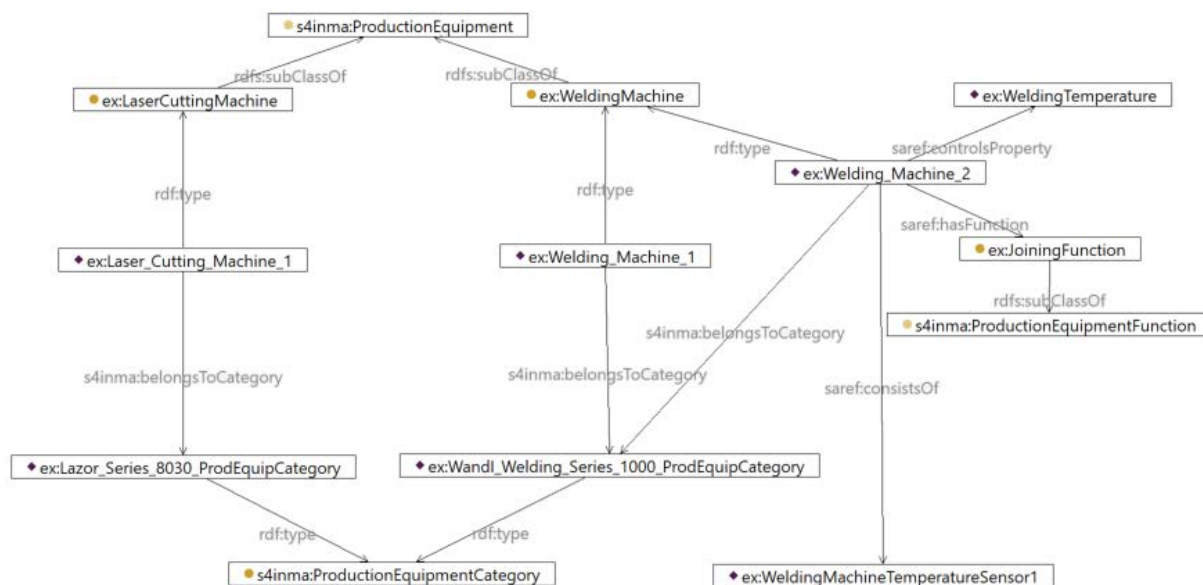 s4inma:ProductionEquipment
rdfs:subClassOf
rdfs:subClassOf
ex:LaserCuttingMachine
ex:WeldingMachine
ex:WeldingTemperature
rdf:type
saref:controlsProperty
ex:Welding_Machine_2
rdf:type
rdf:type
saref:hasFunction
ex:Laser_Cutting_Machine_1
ex:Welding_Machine_1
ex:JoiningFunction
rdfs:subClassOf
s4inma:ProductionEquipmentFunction
s4inma:belongsToCategory
s4inma:belongsToCategory
s4inma:belongsToCategory
saref:consistsOf
ex:Lazor_Series_8030_ProdEquipCategory
ex:Wandl_Welding_Series_1000_ProdEquipCategory
rdf:type
rdf:type
s4inma:ProductionEquipmentCategory
ex:WeldingMachineTemperatureSensor1